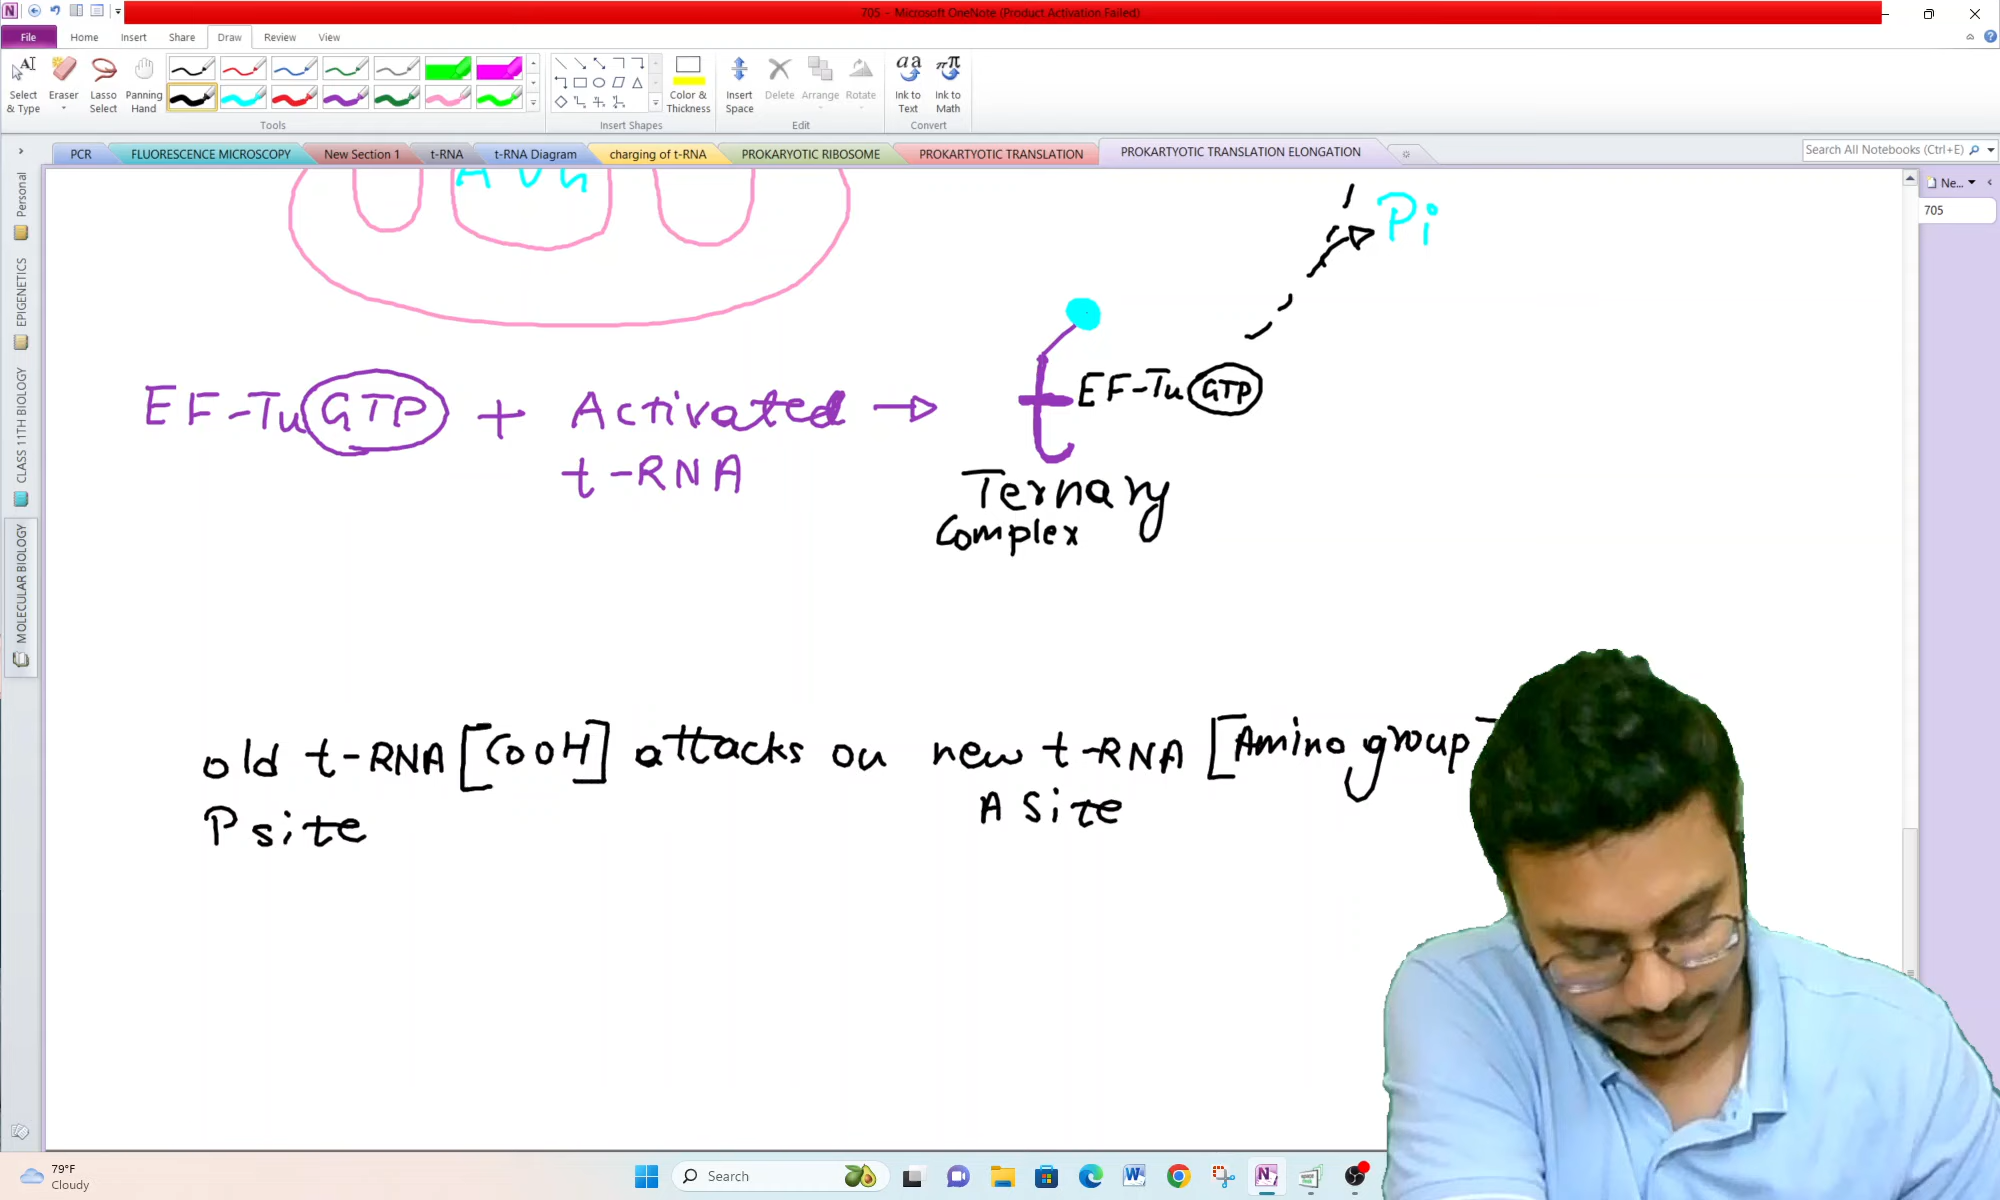 705 - Microsoft OneNote (Product Activation Failed)
File Home Insert Share Draw Review View
Select & Type
Eraser
Lasso Select
Panning Hand
Color & Thickness
Insert Space
Delete
Arrange
Rotate
Ink to Text
Ink to Math
Tools
Insert Shapes
Edit
Convert
PCR
FLUORESCENCE MICROSCOPY
New Section 1
t-RNA
t-RNA Diagram
charging of t-RNA
PROKARYOTIC RIBOSOME
PROKARTYOTIC TRANSLATION
PROKARTYOTIC TRANSLATION ELONGATION
Search All Notebooks (Ctrl+E)
Ne...
705
Personal
EPIGENETICS
CLASS 11TH BIOLOGY
MOLECULAR BIOLOGY
AUG
Pi
EF-Tu GTP + Activated
t-RNA
EF-Tu GTP
Ternary
Complex
old t-RNA [COOH] attacks on new t-RNA [Amino group]
P site
A site
79°F
Cloudy
Search